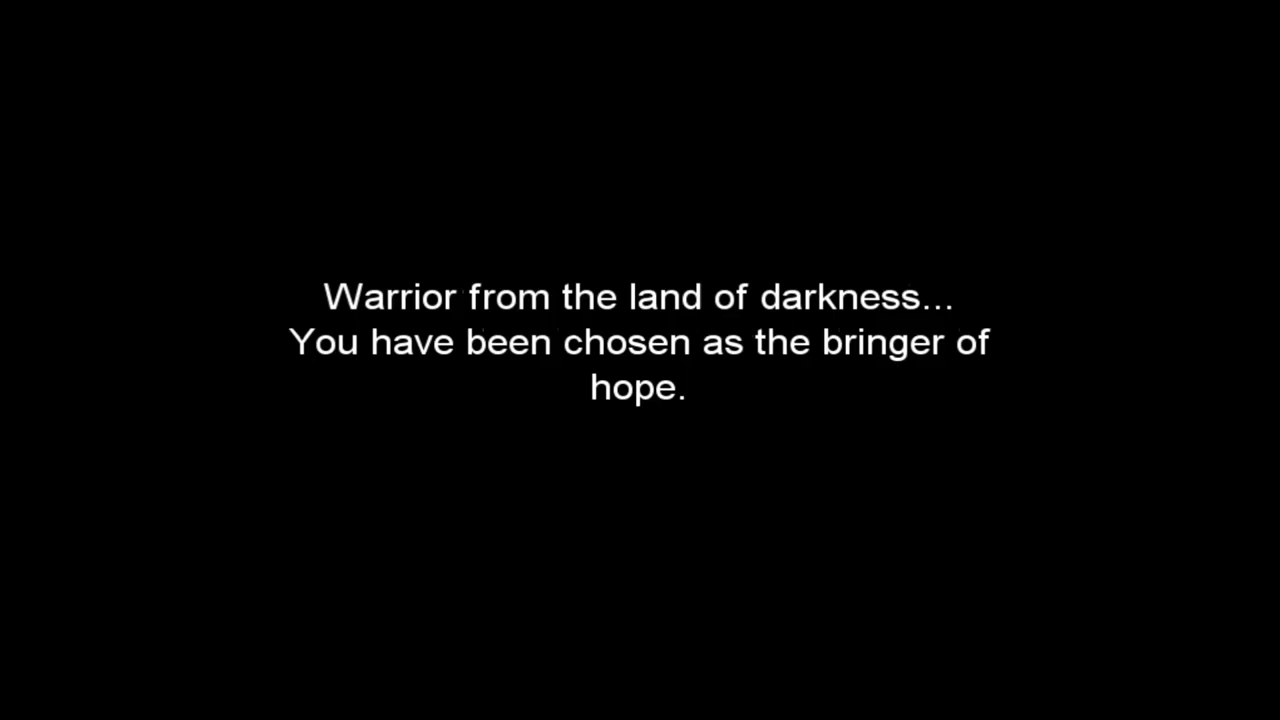 Warrior from the land of darkness...
You have been chosen as the bringer of
hope.